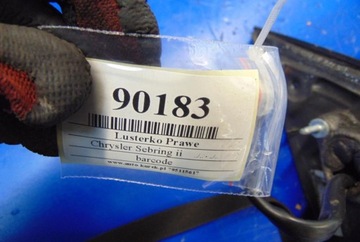 90183
Lusterko Prawe
Chrysler Sebring ii
barcode